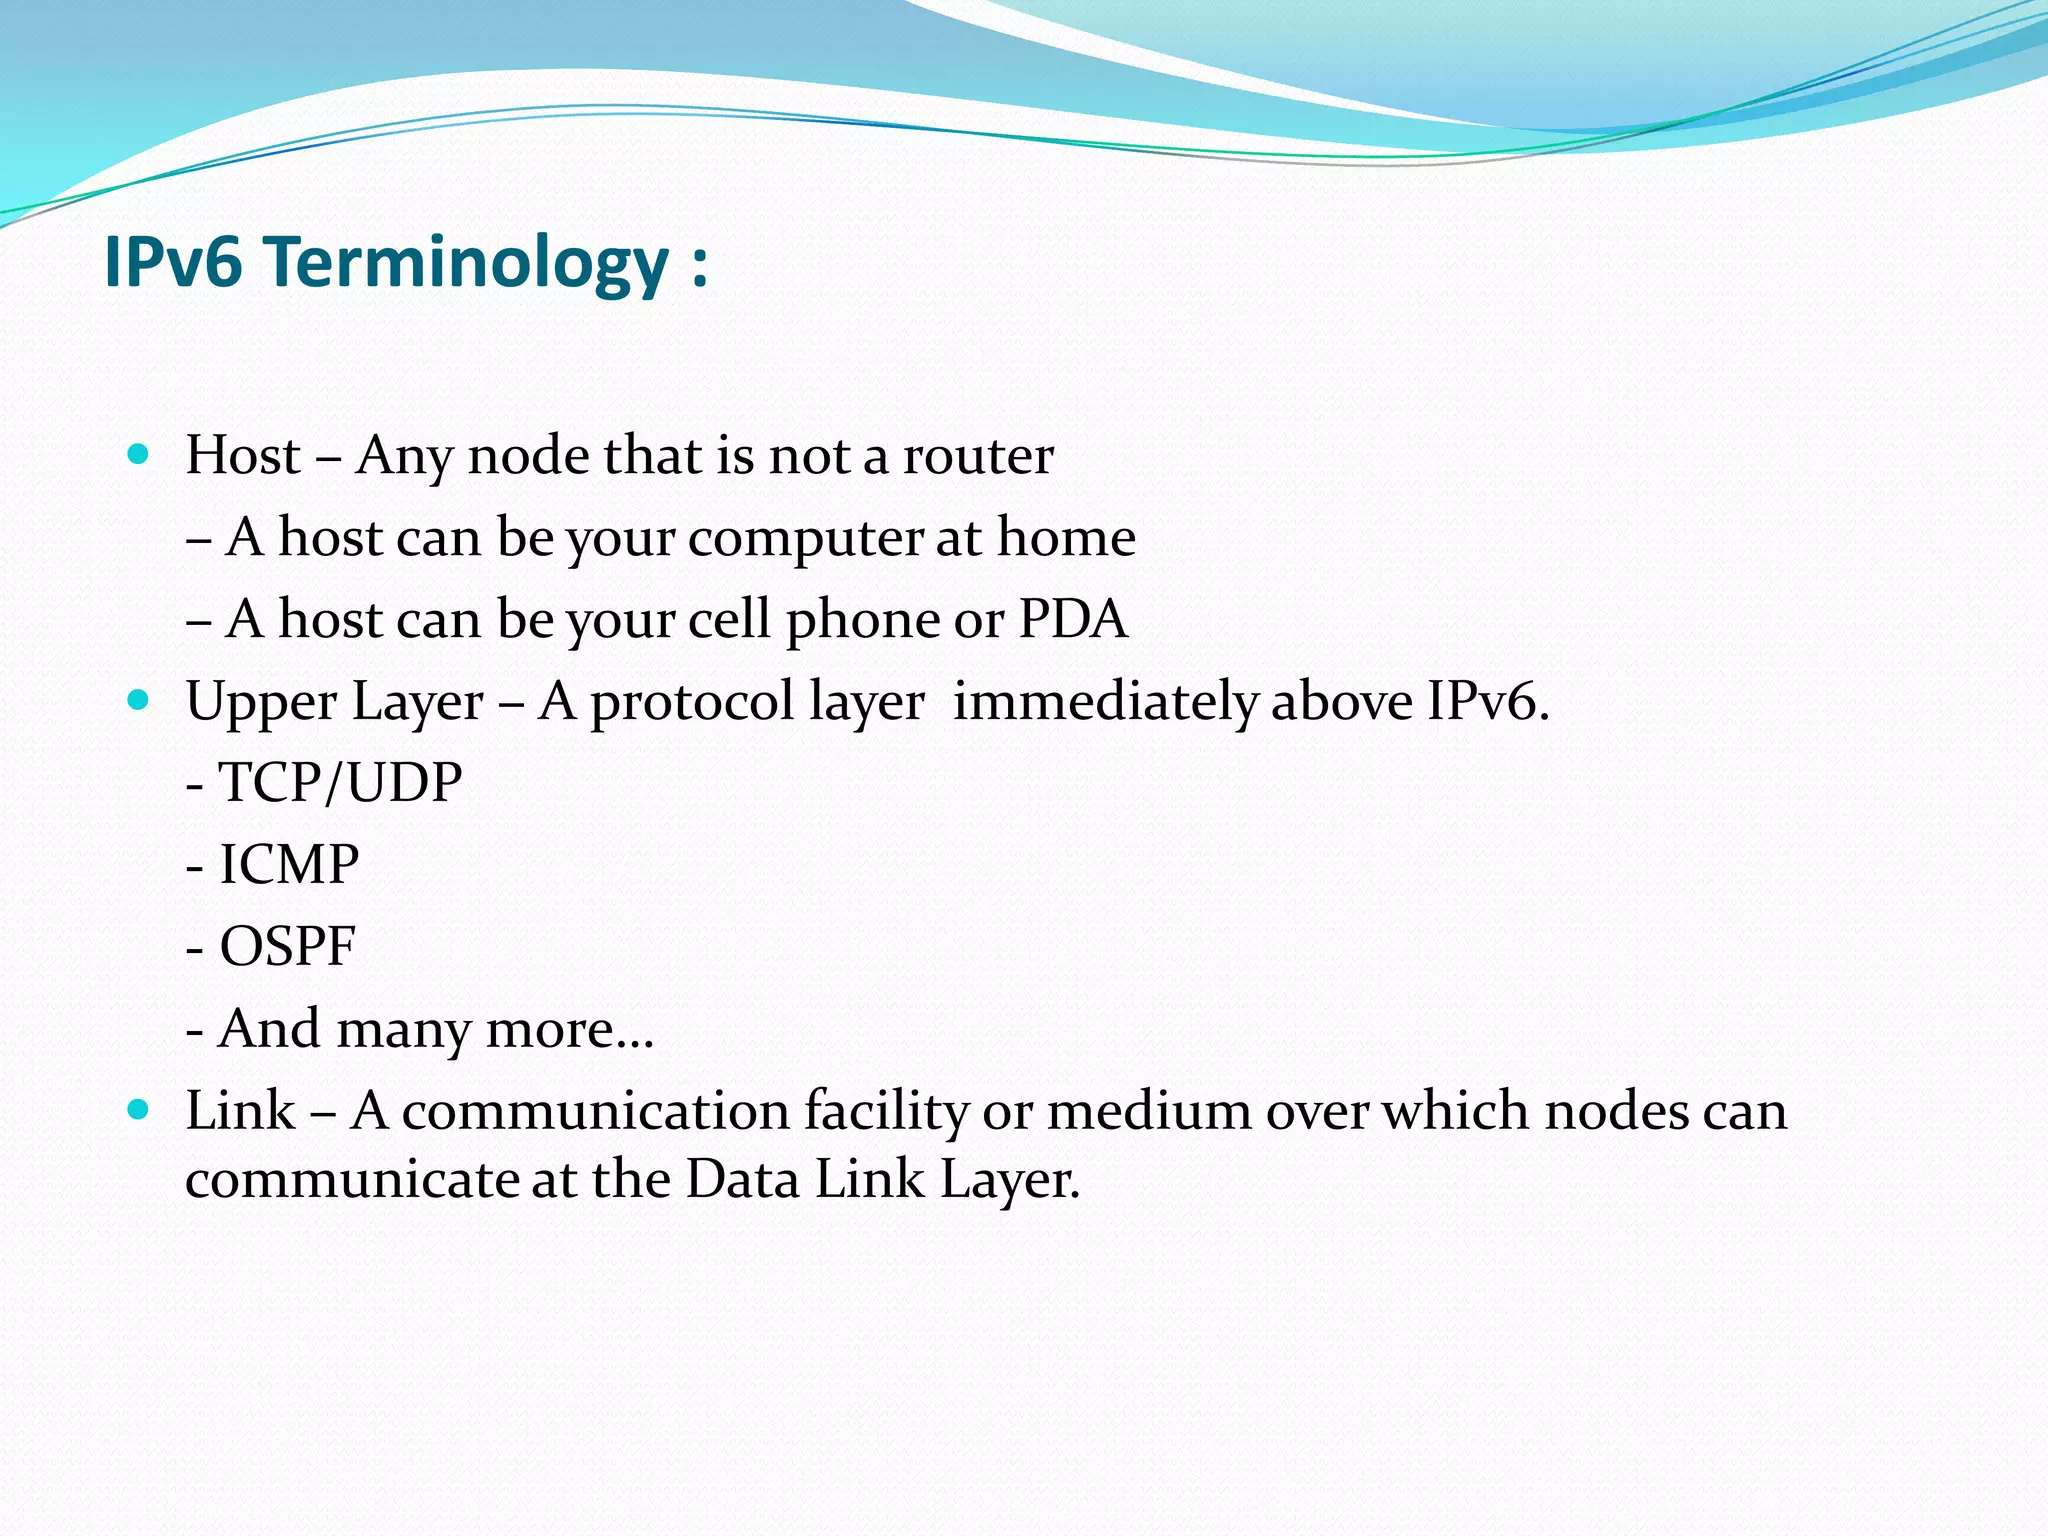 IPv6 Terminology :
• Host – Any node that is not a router
– A host can be your computer at home
– A host can be your cell phone or PDA
• Upper Layer – A protocol layer  immediately above IPv6.
- TCP/UDP
- ICMP
- OSPF
- And many more…
• Link – A communication facility or medium over which nodes can
communicate at the Data Link Layer.